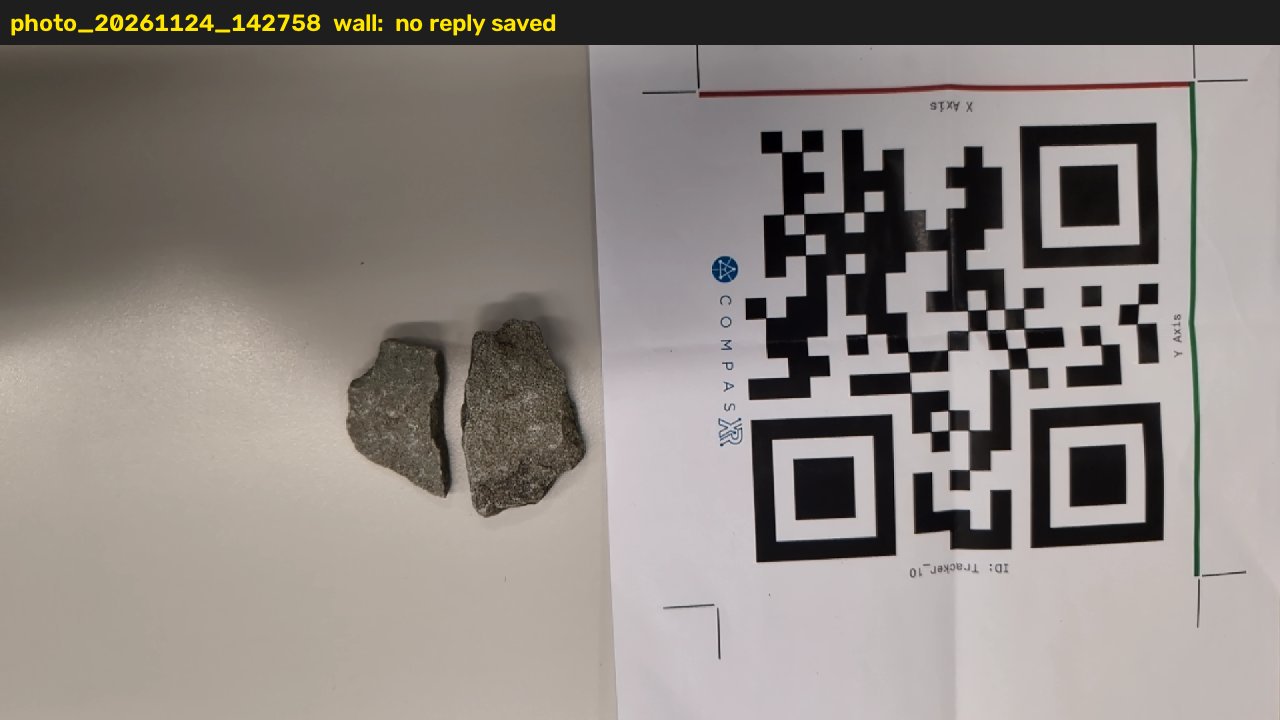 photo_20261124_142758 wall: no reply saved
X Axis
Y Axis
COMPAS XR
ID: Tracker_10